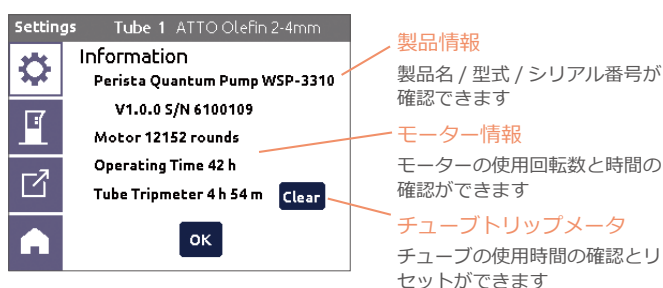 Settings Tube 1 ATTO Olefin 2-4mm
Information
Perista Quantum Pump WSP-3310
V1.0.0 S/N 6100109
Motor 12152 rounds
Operating Time 42 h
Tube Tripmeter 4 h 54 m Clear
OK
製品情報
製品名 / 型式 / シリアル番号が
確認できます
モーター情報
モーターの使用回転数と時間の
確認ができます
チューブトリップメータ
チューブの使用時間の確認とリ
セットができます